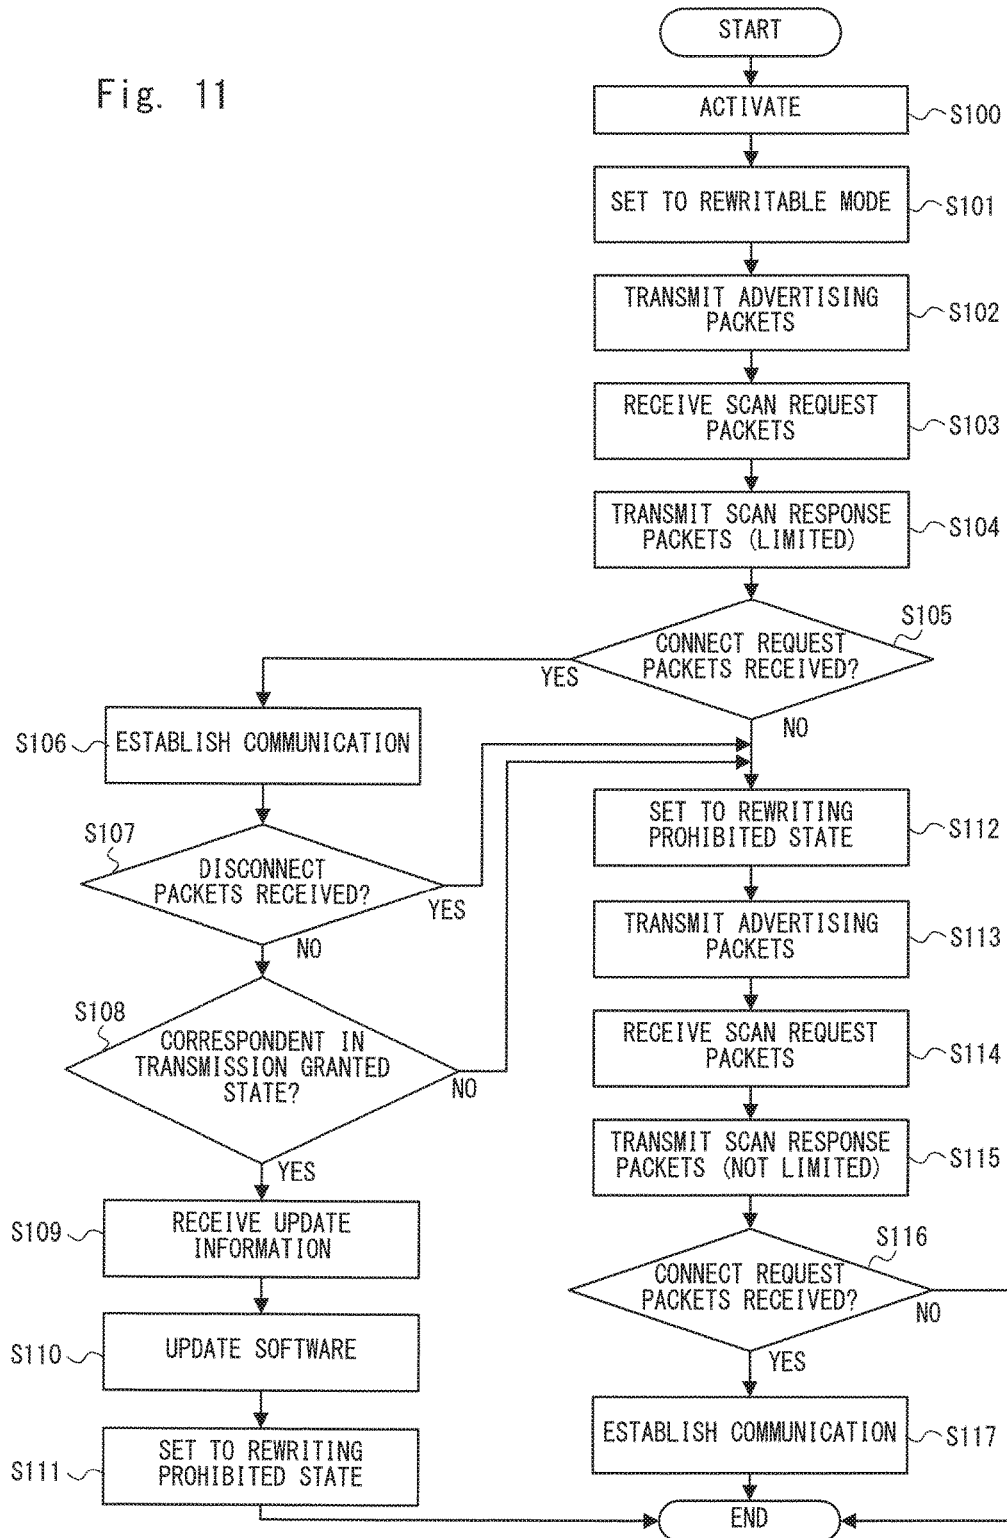 Fig. 11
START
ACTIVATE
S100
SET TO REWRITABLE MODE
S101
TRANSMIT ADVERTISING
PACKETS
S102
RECEIVE SCAN REQUEST
PACKETS
S103
TRANSMIT SCAN RESPONSE
PACKETS (LIMITED)
S104
CONNECT REQUEST
PACKETS RECEIVED?
S105
YES
NO
S106
ESTABLISH COMMUNICATION
S107
DISCONNECT
PACKETS RECEIVED?
YES
NO
S108
CORRESPONDENT IN
TRANSMISSION GRANTED
STATE?
NO
YES
S109
RECEIVE UPDATE
INFORMATION
S110
UPDATE SOFTWARE
S111
SET TO REWRITING
PROHIBITED STATE
SET TO REWRITING
PROHIBITED STATE
S112
TRANSMIT ADVERTISING
PACKETS
S113
RECEIVE SCAN REQUEST
PACKETS
S114
TRANSMIT SCAN RESPONSE
PACKETS (NOT LIMITED)
S115
CONNECT REQUEST
PACKETS RECEIVED?
S116
NO
YES
ESTABLISH COMMUNICATION
S117
END